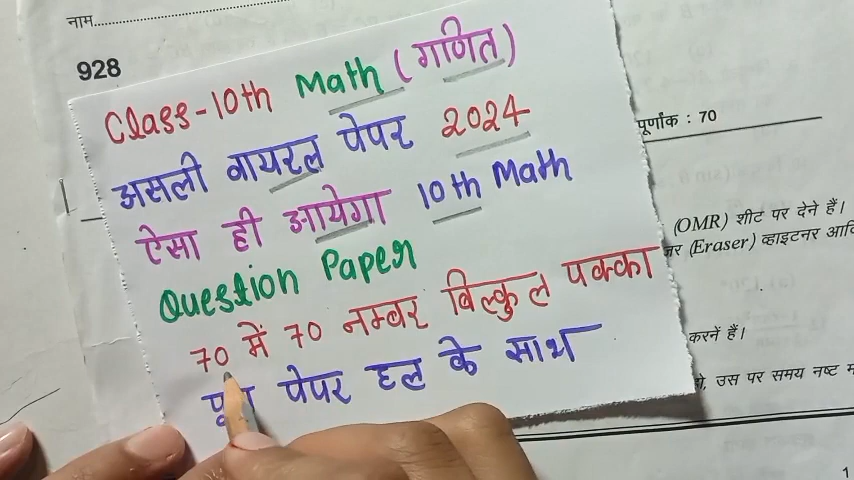 नाम
928
Class-10th Math (गणित)
असली वायरल पेपर 2024
ऐसा ही आयेगा 10th Math
Question Paper
70 में 70 नम्बर बिल्कुल पक्का
पेपर हल के साथ
पूर्णांक : 70
(OMR) शीट पर देने हैं।
(Eraser) व्हाइटनर
करनें हैं।
उस पर समय नष्ट
1